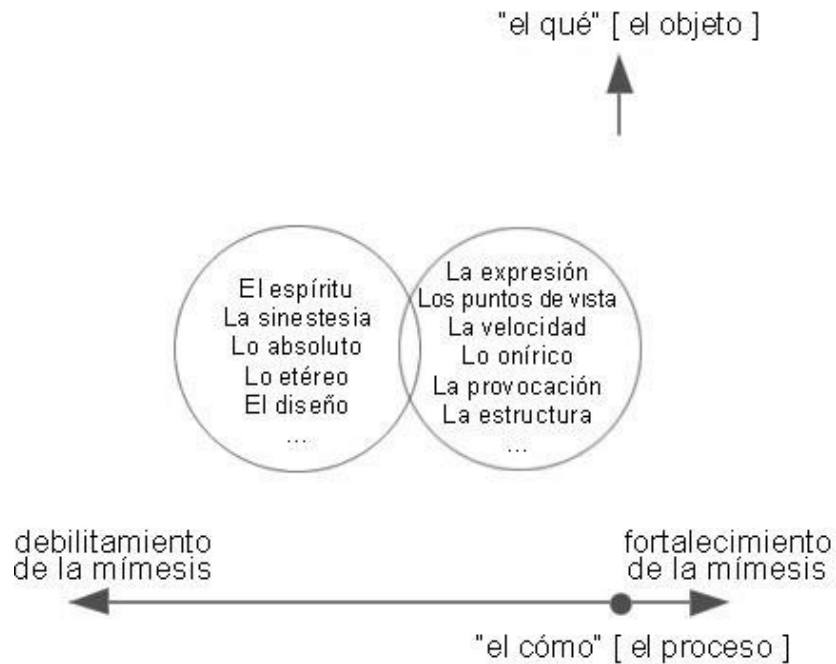 "el qué" [ el objeto ]
El espíritu
La sinestesia
Lo absoluto
Lo etéreo
El diseño
...
La expresión
Los puntos de vista
La velocidad
Lo onírico
La provocación
La estructura
...
debilitamiento
de la mímesis
fortalecimiento
de la mímesis
"el cómo" [ el proceso ]